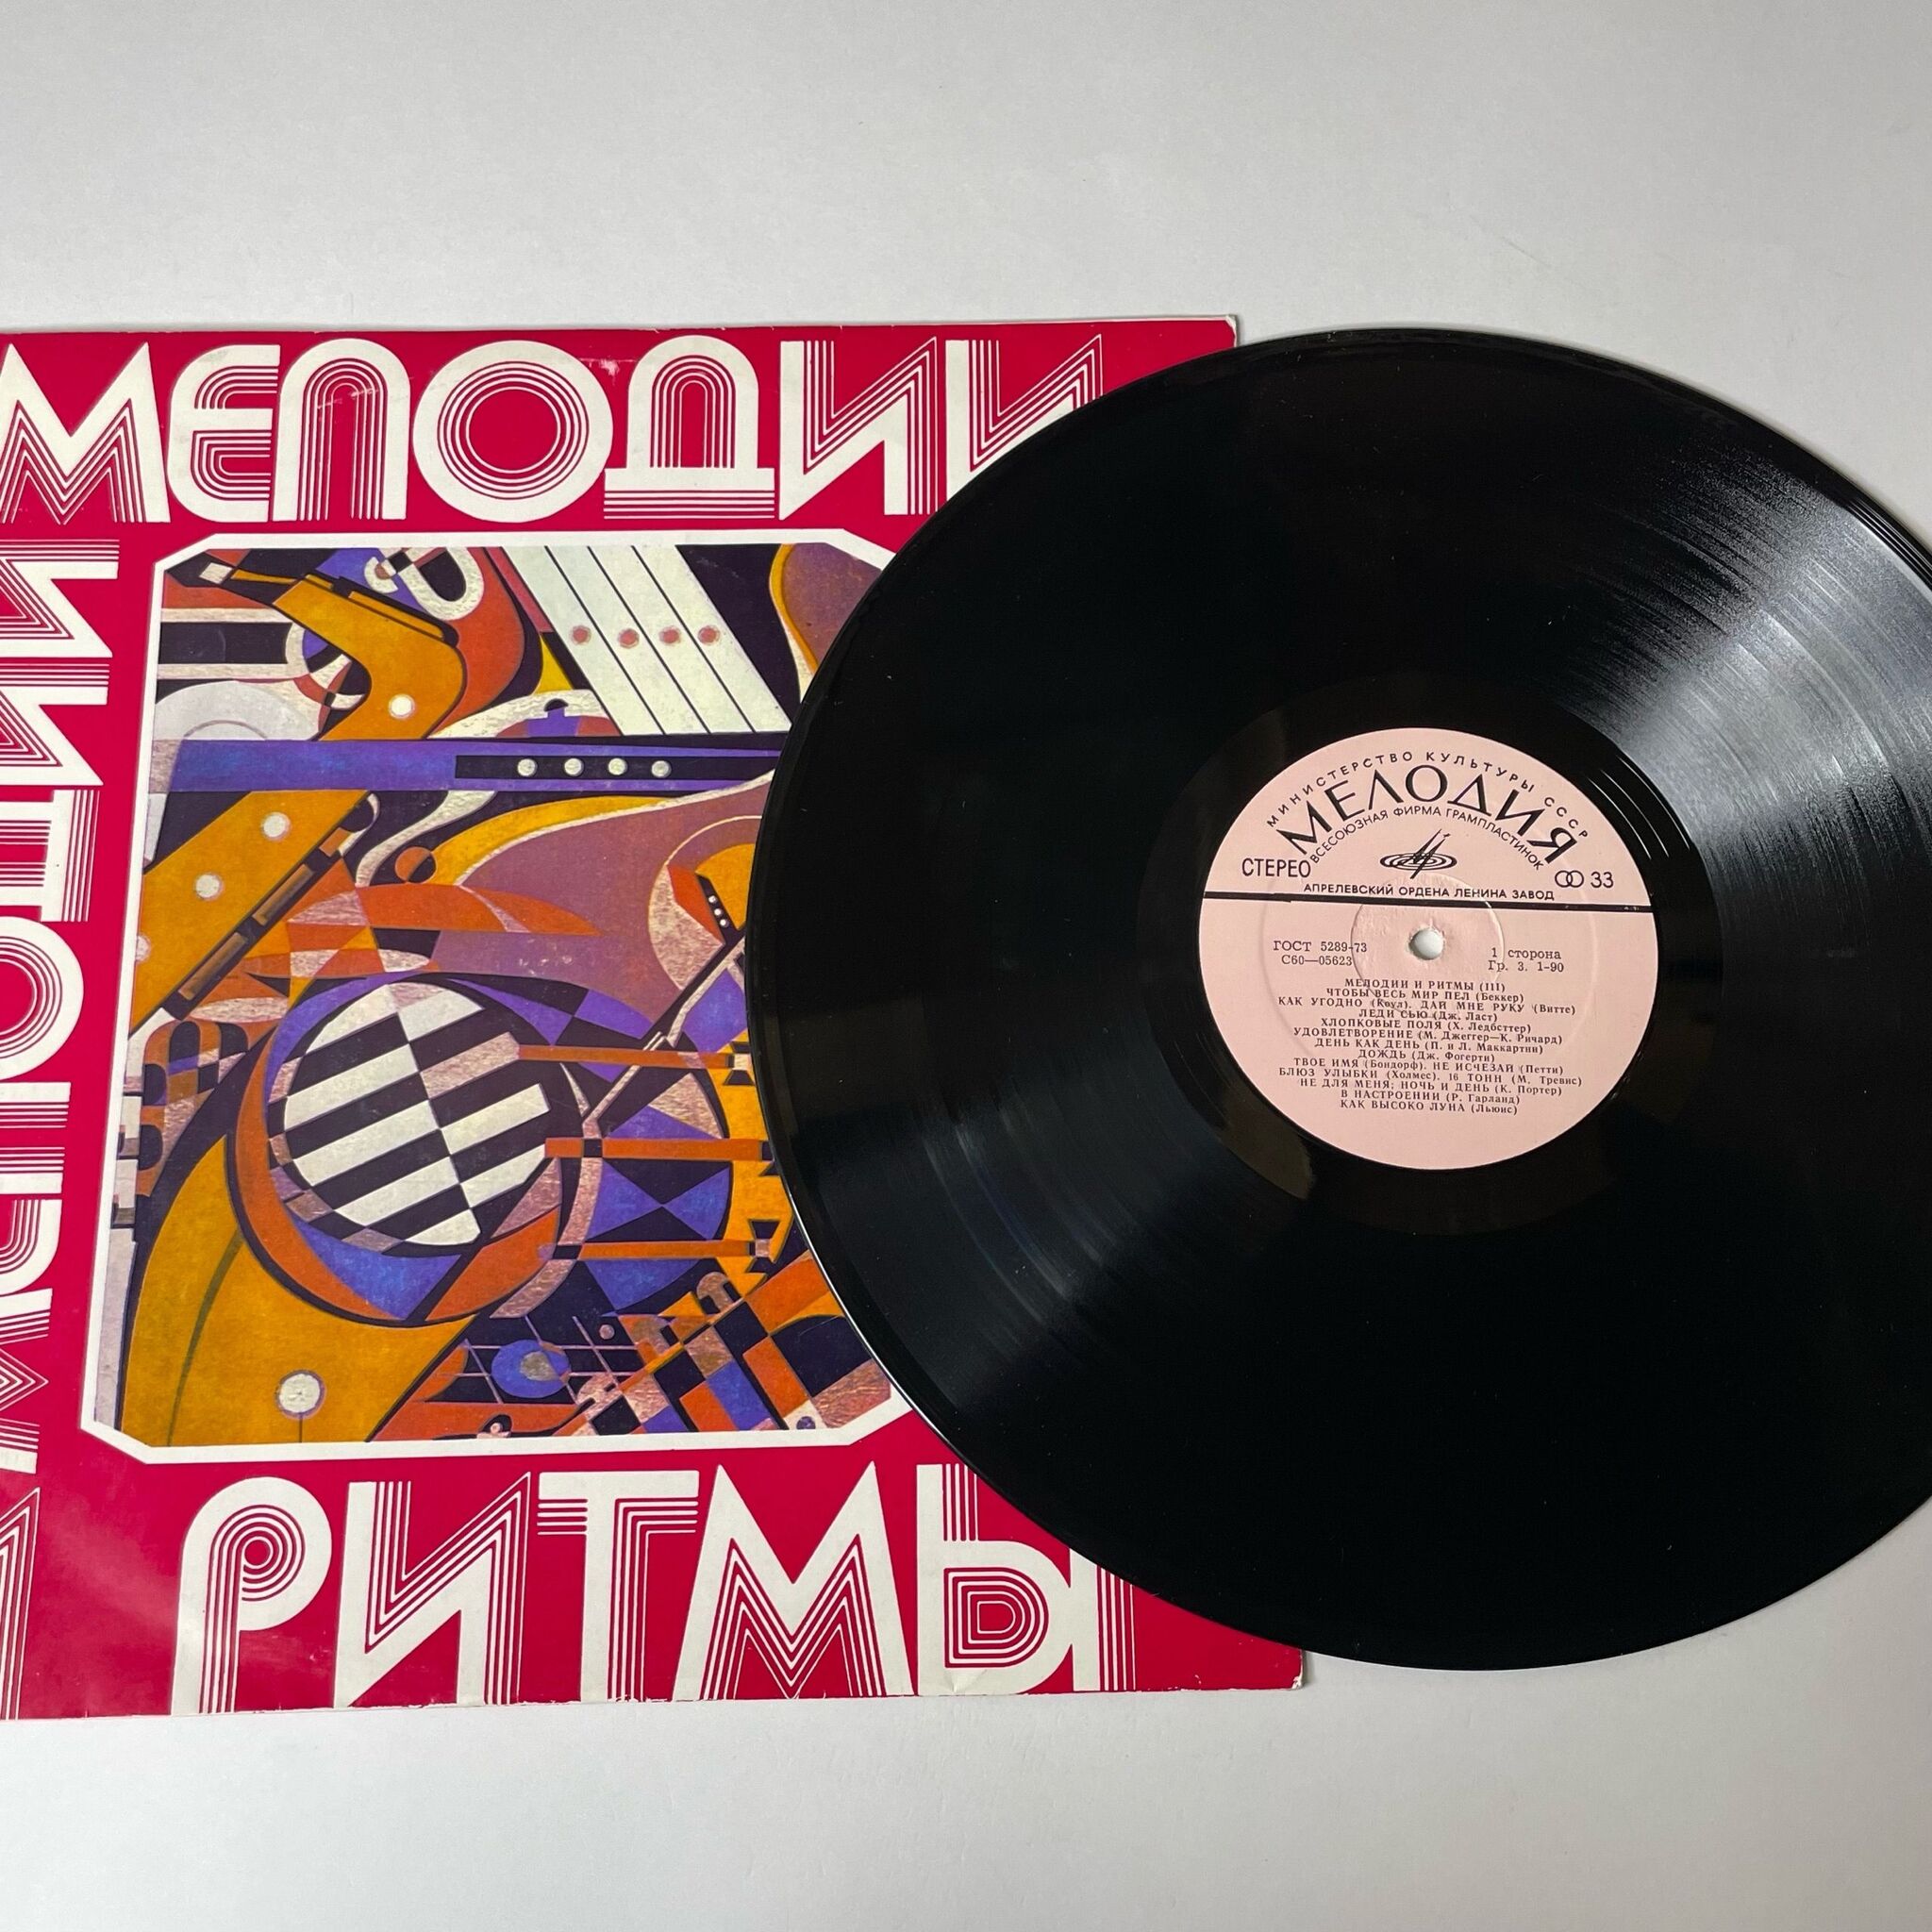 МЕЛОДИИ
МЕЛОДИИ
И РИТМЫ
МИНИСТЕРСТВО КУЛЬТУРЫ СССР
МЕЛОДИЯ
ВСЕСОЮЗНАЯ ФИРМА ГРАМПЛАСТИНОК
СТЕРЕО 33
АПРЕЛЕВСКИЙ ОРДЕНА ЛЕНИНА ЗАВОД
ГОСТ 5289-73 1 сторона
С60—05623 Гр. 3. 1-90
МЕЛОДИИ И РИТМЫ (III)
ЧТОБЫ ВЕСЬ МИР ПЕЛ (Беккер)
КАК УГОДНО (Коул). ДАЙ МНЕ РУКУ (Витте)
ЛЕДИ СЬЮ (Дж. Ласт)
ХЛОПКОВЫЕ ПОЛЯ (Х. Ледбеттер)
УДОВЛЕТВОРЕНИЕ (М. Джеггер—К. Ричард)
ДЕНЬ КАК ДЕНЬ (П. и Л. Маккартни)
ДОЖДЬ (Дж. Фогерти)
ТВОЕ ИМЯ (Бондорф). НЕ ИСЧЕЗАЙ (Петти)
БЛЮЗ УЛЫБКИ (Холмес). 16 ТОНН (М. Тревис)
НЕ ДЛЯ МЕНЯ; НОЧЬ И ДЕНЬ (К. Портер)
В НАСТРОЕНИИ (Р. Гарланд)
КАК ВЫСОКО ЛУНА (Льюис)